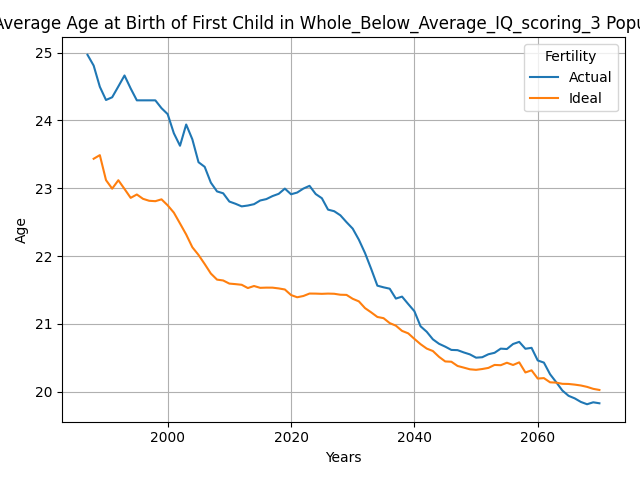 Average Age at Birth of First Child in Whole_Below_Average_IQ_scoring_3 Popu
Fertility
Actual
Ideal
25
24
23
22
21
20
Age
2000
2020
2040
2060
Years